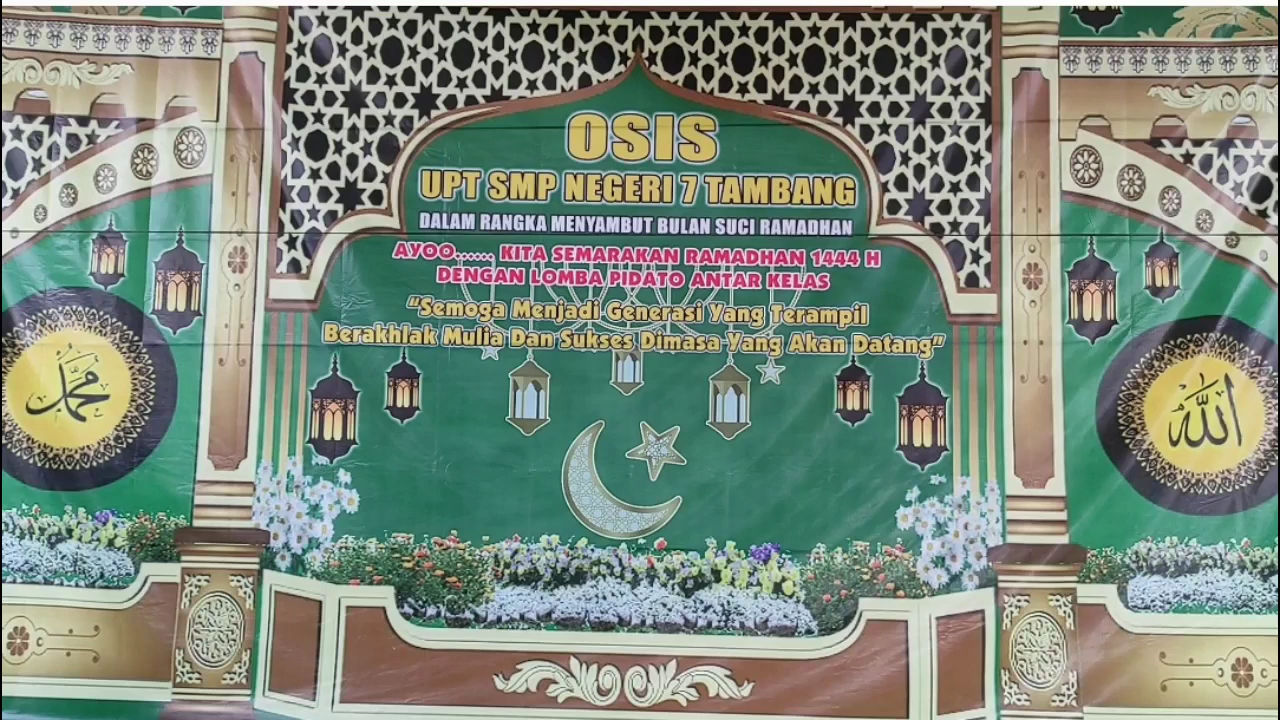 OSIS
UPT SMP NEGERI 7 TAMBANG
DALAM RANGKA MENYAMBUT BULAN SUCI RAMADHAN
AYOO...... KITA SEMARAKAN RAMADHAN 1444 H
DENGAN LOMBA PIDATO ANTAR KELAS
“Semoga Menjadi Generasi Yang Terampil
Berakhlak Mulia Dan Sukses Dimasa Yang Akan Datang”
محمد
الله